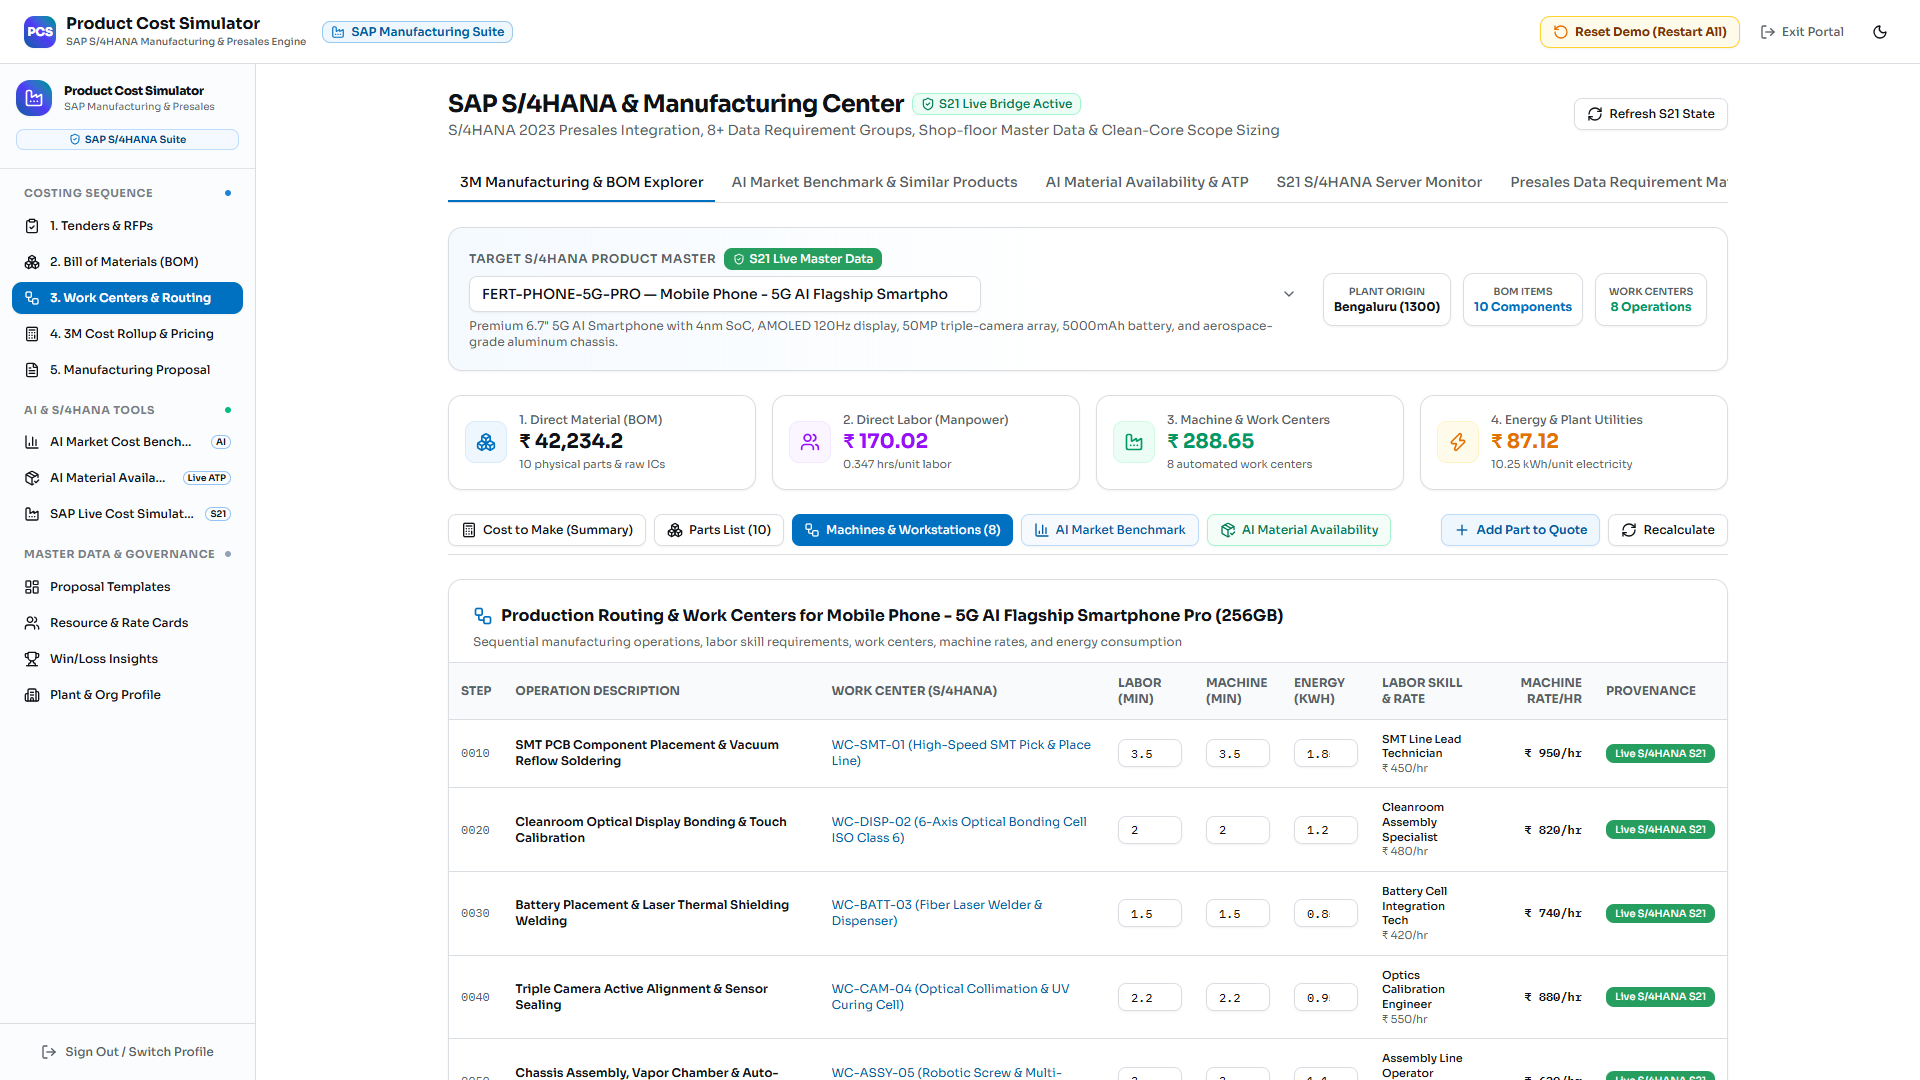 PCS
Product Cost Simulator
SAP S/4HANA Manufacturing & Presales Engine
SAP Manufacturing Suite
Reset Demo (Restart All)
Exit Portal
Product Cost Simulator
SAP Manufacturing & Presales
SAP S/4HANA Suite
COSTING SEQUENCE
1. Tenders & RFPs
2. Bill of Materials (BOM)
3. Work Centers & Routing
4. 3M Cost Rollup & Pricing
5. Manufacturing Proposal
AI & S/4HANA TOOLS
AI Market Cost Bench... AI
AI Material Availa... Live ATP
SAP Live Cost Simulat... S21
MASTER DATA & GOVERNANCE
Proposal Templates
Resource & Rate Cards
Win/Loss Insights
Plant & Org Profile
Sign Out / Switch Profile
SAP S/4HANA & Manufacturing Center
S21 Live Bridge Active
S/4HANA 2023 Presales Integration, 8+ Data Requirement Groups, Shop-floor Master Data & Clean-Core Scope Sizing
Refresh S21 State
3M Manufacturing & BOM Explorer
AI Market Benchmark & Similar Products
AI Material Availability & ATP
S21 S/4HANA Server Monitor
Presales Data Requirement Ma
TARGET S/4HANA PRODUCT MASTER
S21 Live Master Data
FERT-PHONE-5G-PRO — Mobile Phone - 5G AI Flagship Smartpho
Premium 6.7" 5G AI Smartphone with 4nm SoC, AMOLED 120Hz display, 50MP triple-camera array, 5000mAh battery, and aerospace-
grade aluminum chassis.
PLANT ORIGIN
Bengaluru (1300)
BOM ITEMS
10 Components
WORK CENTERS
8 Operations
1. Direct Material (BOM)
₹ 42,234.2
10 physical parts & raw ICs
2. Direct Labor (Manpower)
₹ 170.02
0.347 hrs/unit labor
3. Machine & Work Centers
₹ 288.65
8 automated work centers
4. Energy & Plant Utilities
₹ 87.12
10.25 kWh/unit electricity
Cost to Make (Summary)
Parts List (10)
Machines & Workstations (8)
AI Market Benchmark
AI Material Availability
Add Part to Quote
Recalculate
Production Routing & Work Centers for Mobile Phone - 5G AI Flagship Smartphone Pro (256GB)
Sequential manufacturing operations, labor skill requirements, work centers, machine rates, and energy consumption
STEP
OPERATION DESCRIPTION
WORK CENTER (S/4HANA)
LABOR
(MIN)
MACHINE
(MIN)
ENERGY
(KWH)
LABOR SKILL
& RATE
MACHINE
RATE/HR
PROVENANCE
0010
SMT PCB Component Placement & Vacuum
Reflow Soldering
WC-SMT-01 (High-Speed SMT Pick & Place
Line)
3.5
3.5
1.8
SMT Line Lead
Technician
₹ 450/hr
₹ 950/hr
Live S/4HANA S21
0020
Cleanroom Optical Display Bonding & Touch
Calibration
WC-DISP-02 (6-Axis Optical Bonding Cell
ISO Class 6)
2
2
1.2
Cleanroom
Assembly
Specialist
₹ 480/hr
₹ 820/hr
Live S/4HANA S21
0030
Battery Placement & Laser Thermal Shielding
Welding
WC-BATT-03 (Fiber Laser Welder &
Dispenser)
1.5
1.5
0.8
Battery Cell
Integration
Tech
₹ 420/hr
₹ 740/hr
Live S/4HANA S21
0040
Triple Camera Active Alignment & Sensor
Sealing
WC-CAM-04 (Optical Collimation & UV
Curing Cell)
2.2
2.2
0.9
Optics
Calibration
Engineer
₹ 550/hr
₹ 880/hr
Live S/4HANA S21
Chassis Assembly, Vapor Chamber & Auto-
WC-ASSY-05 (Robotic Screw & Multi-
Assembly Line
Operator